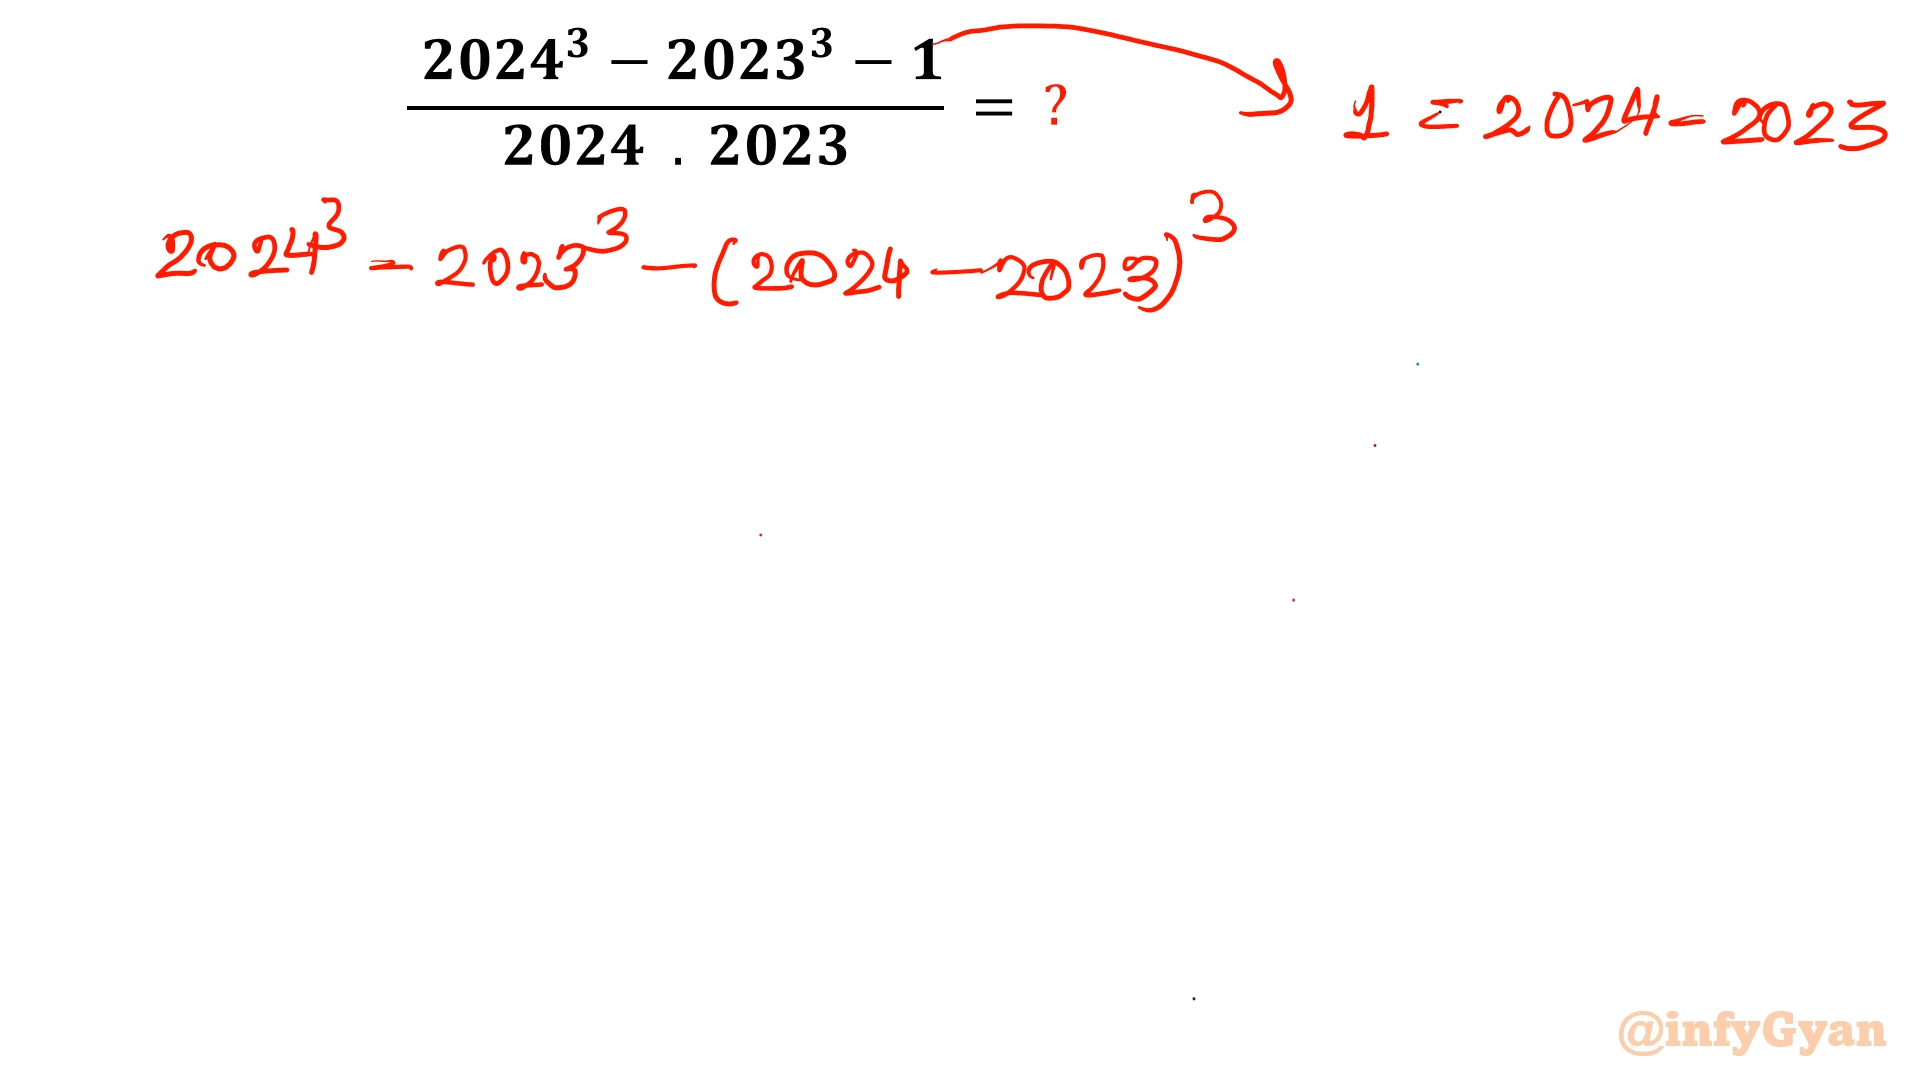 2024³ − 2023³ − 1
2024 . 2023
= ?
1 = 2024 − 2023
2024³ − 2023³ − (2024 − 2023)³
@infyGyan